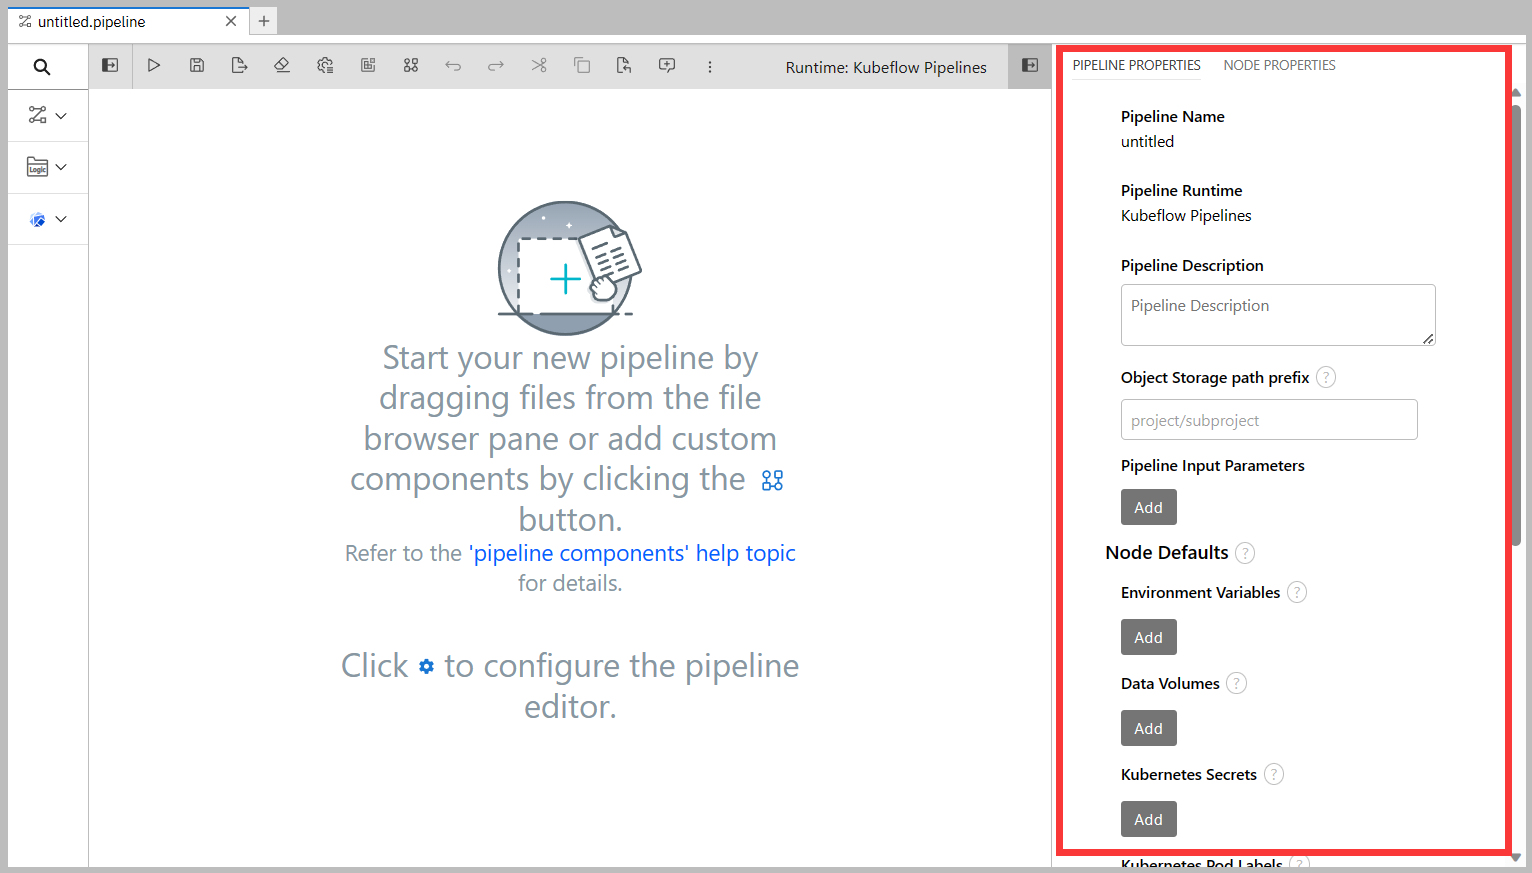 untitled.pipeline
Runtime: Kubeflow Pipelines
Logic
Start your new pipeline by
dragging files from the file
browser pane or add custom
components by clicking the
button.
Refer to the 'pipeline components' help topic
for details.
Click to configure the pipeline
editor.
PIPELINE PROPERTIES NODE PROPERTIES
Pipeline Name
untitled
Pipeline Runtime
Kubeflow Pipelines
Pipeline Description
Pipeline Description
Object Storage path prefix ?
project/subproject
Pipeline Input Parameters
Add
Node Defaults ?
Environment Variables ?
Add
Data Volumes ?
Add
Kubernetes Secrets ?
Add
Kubernetes Pod Labels ?